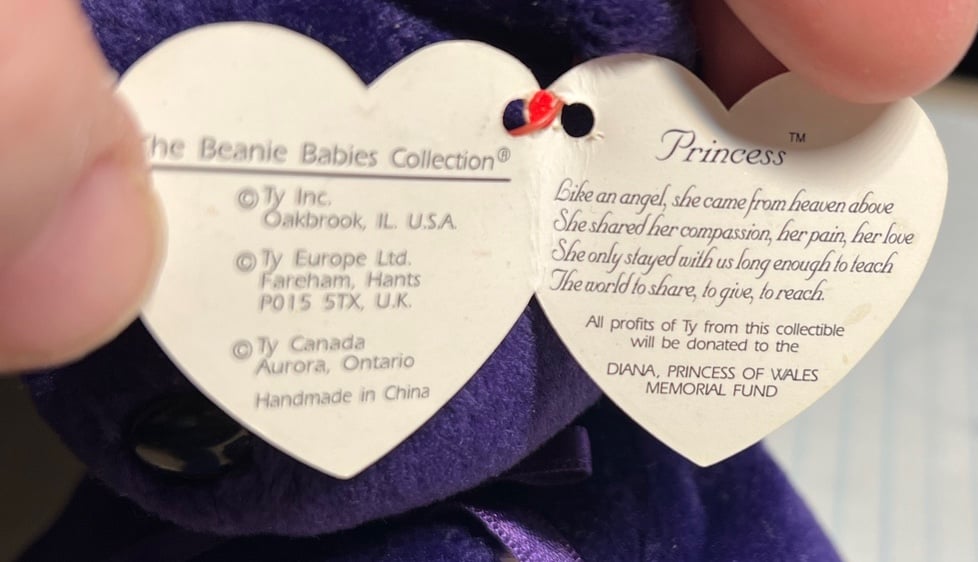 he Beanie Babies Collection®
© Ty Inc.
Oakbrook, IL. U.S.A.
© Ty Europe Ltd.
Fareham, Hants
P015 5TX, U.K.
© Ty Canada
Aurora, Ontario
Handmade in China
Princess™
Like an angel, she came from heaven above
She shared her compassion, her pain, her love
She only stayed with us long enough to teach
The world to share, to give, to reach.
All profits of Ty from this collectible
will be donated to the
DIANA, PRINCESS OF WALES
MEMORIAL FUND